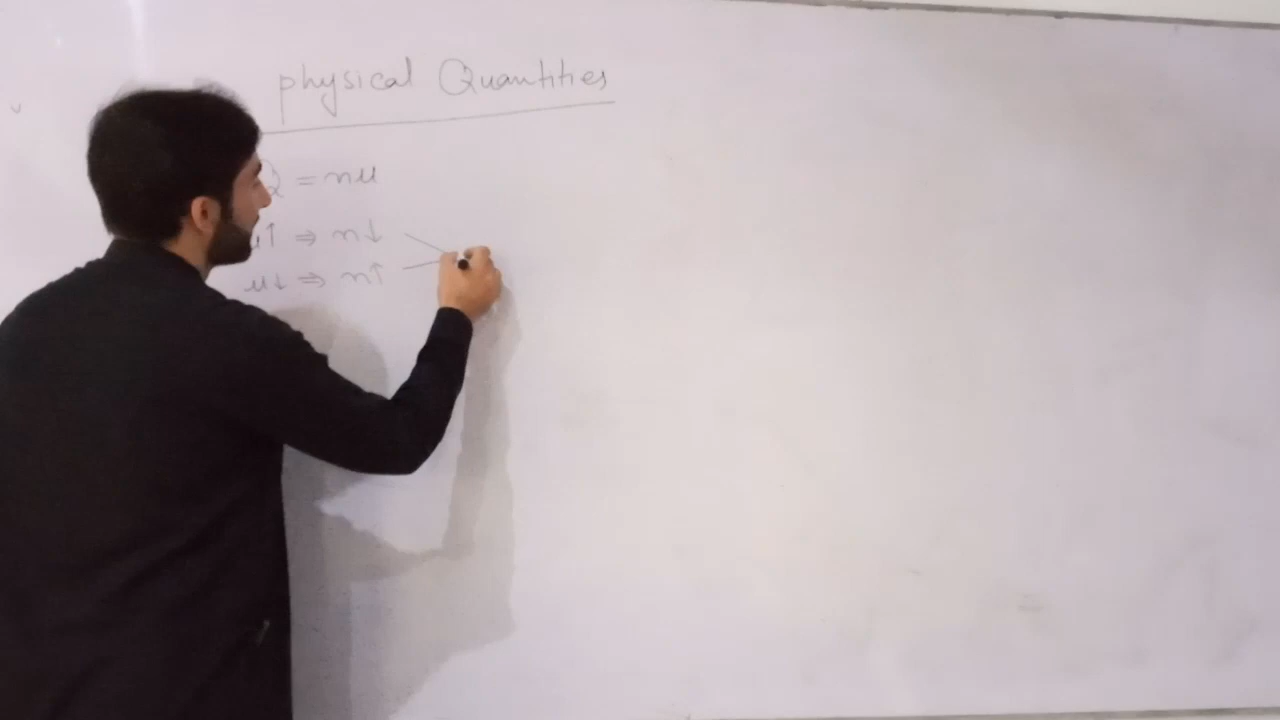 physical Quantities
Q = nu
u↑ ⇒ n↓
u↓ ⇒ n↑